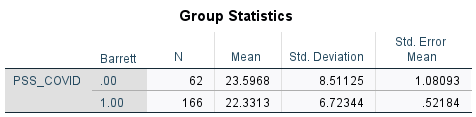 Group Statistics
Barrett N Mean Std. Deviation Std. Error Mean
PSS_COVID .00 62 23.5968 8.51125 1.08093
1.00 166 22.3313 6.72344 .52184